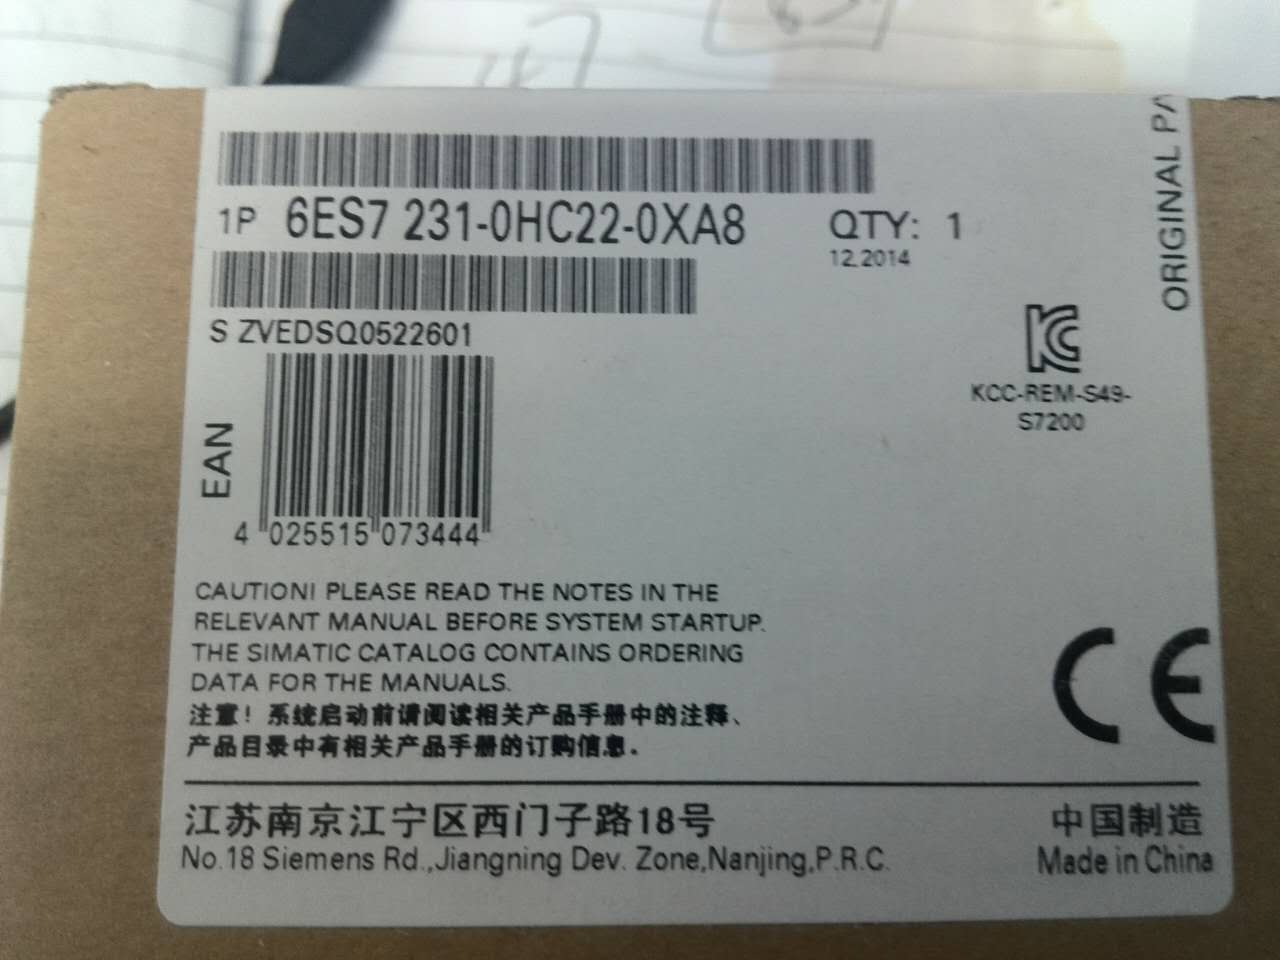 1P 6ES7 231-0HC22-0XA8 QTY: 1
12.2014
S ZVEDSQ0522601
ORIGINAL
KCC-REM-S49-
S7200
EAN
4 025515 073444
CAUTION! PLEASE READ THE NOTES IN THE
RELEVANT MANUAL BEFORE SYSTEM STARTUP.
THE SIMATIC CATALOG CONTAINS ORDERING
DATA FOR THE MANUALS.
注意！系统启动前请阅读相关产品手册中的注释、
产品目录中有相关产品手册的订购信息．
CE
江苏南京江宁区西门子路18号 中国制造
No.18 Siemens Rd.,Jiangning Dev. Zone,Nanjing,P.R.C. Made in China